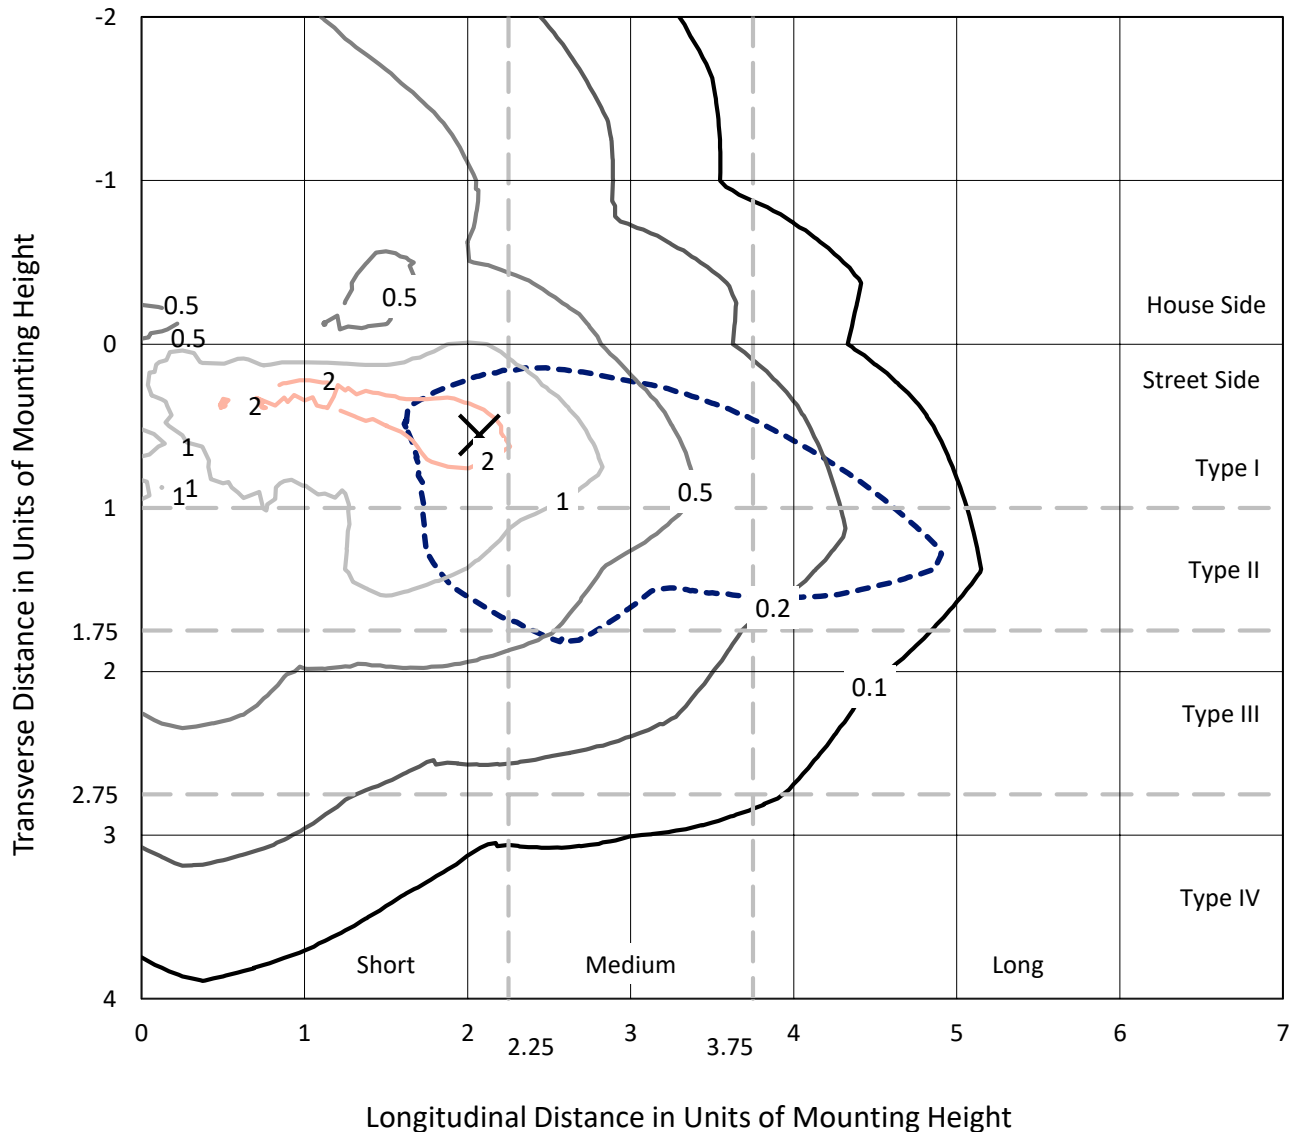 -2
-1
0.5
0.5
House Side
0.5
0
Street Side
2
2
1
2
Type I
1
1
0.5
1
1
Type II
0.2
1.75
2
0.1
Type III
2.75
3
Type IV
Short
Medium
Long
4
0
1
2
3
4
5
6
7
2.25
3.75
Longitudinal Distance in Units of Mounting Height
Transverse Distance in Units of Mounting Height